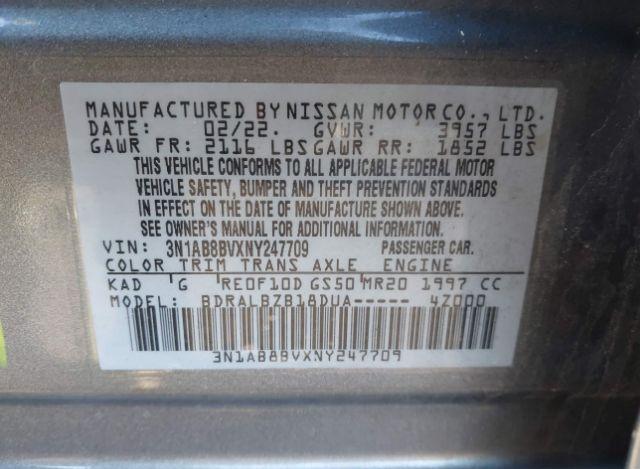 MANUFACTURED BY NISSAN MOTOR CO., LTD.
DATE: 02/22. GVWR: 3957 LBS
GAWR FR: 2116 LBS GAWR RR: 1852 LBS
THIS VEHICLE CONFORMS TO ALL APPLICABLE FEDERAL MOTOR
VEHICLE SAFETY, BUMPER AND THEFT PREVENTION STANDARDS
IN EFFECT ON THE DATE OF MANUFACTURE SHOWN ABOVE.
SEE OWNER'S MANUAL FOR ADDITIONAL INFORMATION.
VIN: 3N1AB8BVXNY247709 PASSENGER CAR.
COLOR TRIM TRANS AXLE ENGINE
KAD G RE0F10D GS50 MR20 1997 CC
MODEL: BDRALBZB18DUA----- 4Z000
3N1AB8BVXNY247709